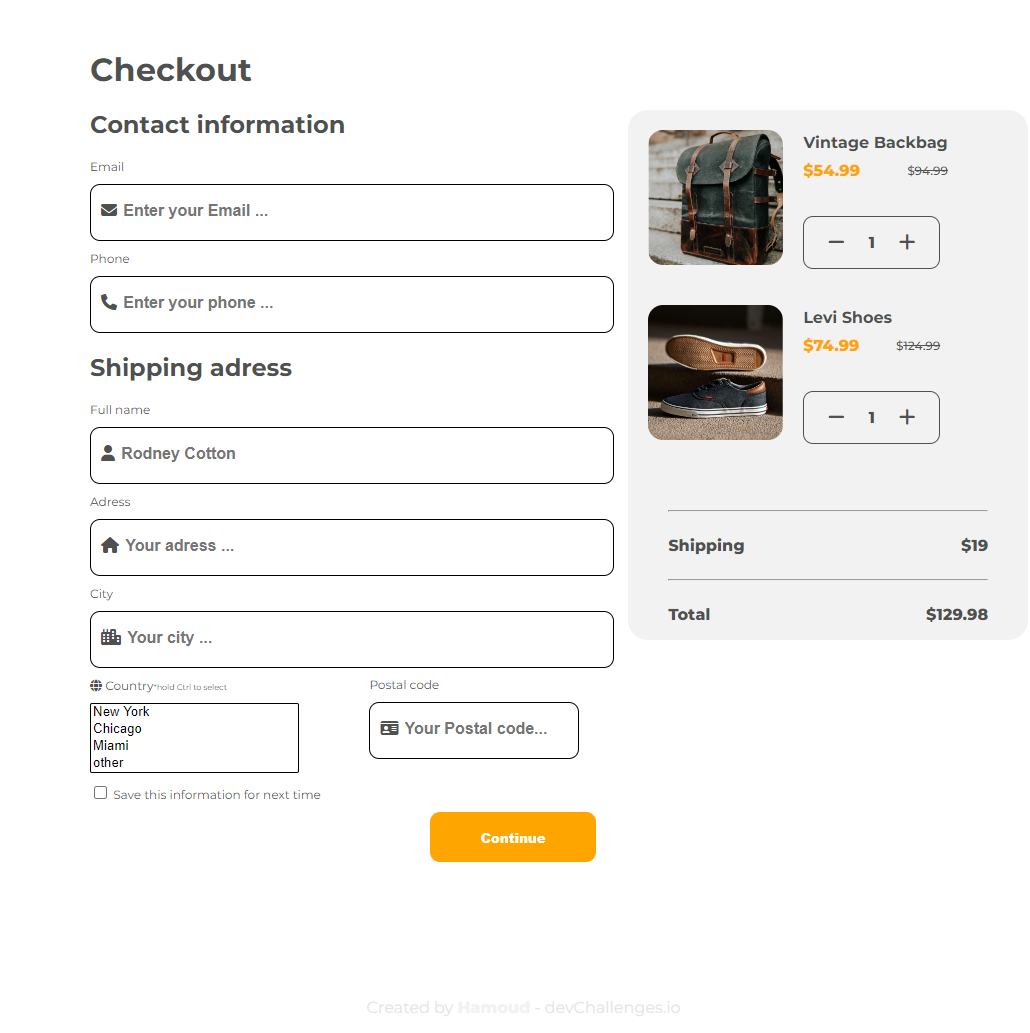 Checkout
Contact information
Email
Enter your Email ...
Phone
Enter your phone ...
Shipping adress
Full name
Rodney Cotton
Adress
Your adress ...
City
Your city ...
Country*hold Ctrl to select
New York
Chicago
Miami
other
Postal code
Your Postal code...
Save this information for next time
Continue
Vintage Backbag
$54.99 $94.99
1
Levi Shoes
$74.99 $124.99
1
Shipping $19
Total $129.98
Created by Hamoud - devChallenges.io